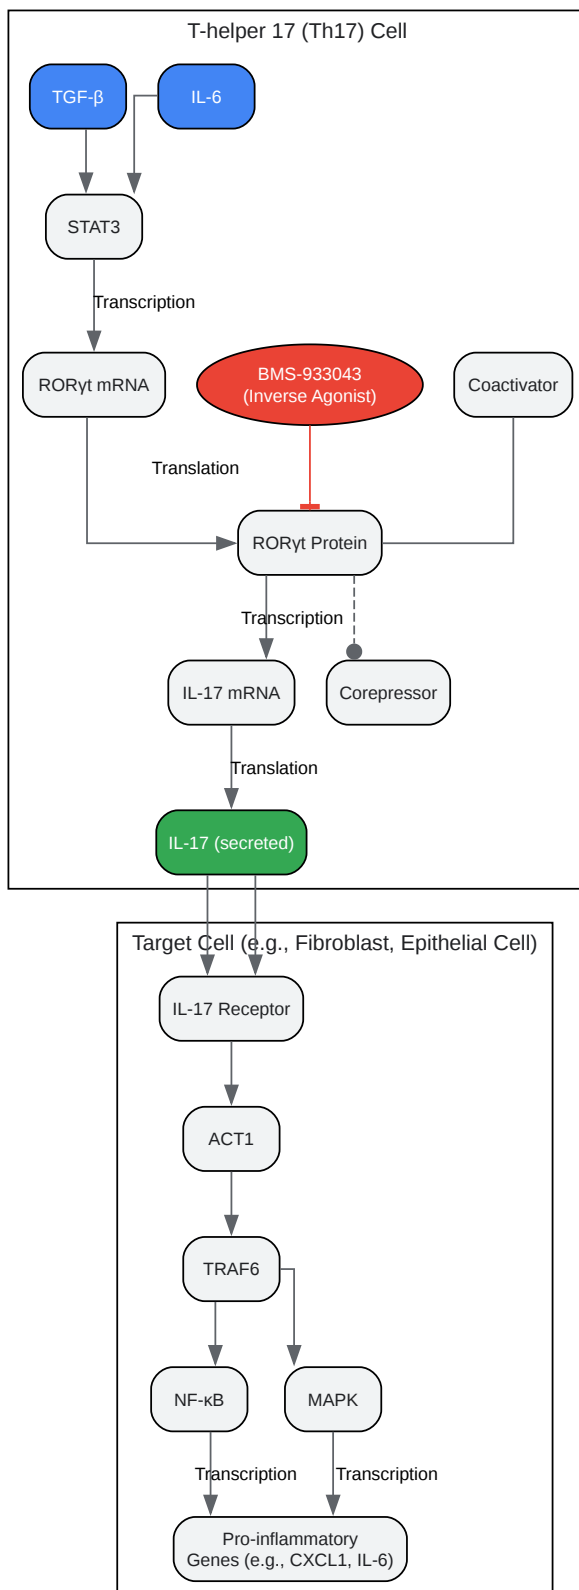 T-helper 17 (Th17) Cell
TGF-β
IL-6
STAT3
Transcription
RORγt mRNA
BMS-933043
(Inverse Agonist)
Coactivator
Translation
RORγt Protein
Transcription
IL-17 mRNA
Corepressor
Translation
IL-17 (secreted)
Target Cell (e.g., Fibroblast, Epithelial Cell)
IL-17 Receptor
ACT1
TRAF6
NF-κB
MAPK
Transcription
Transcription
Pro-inflammatory
Genes (e.g., CXCL1, IL-6)